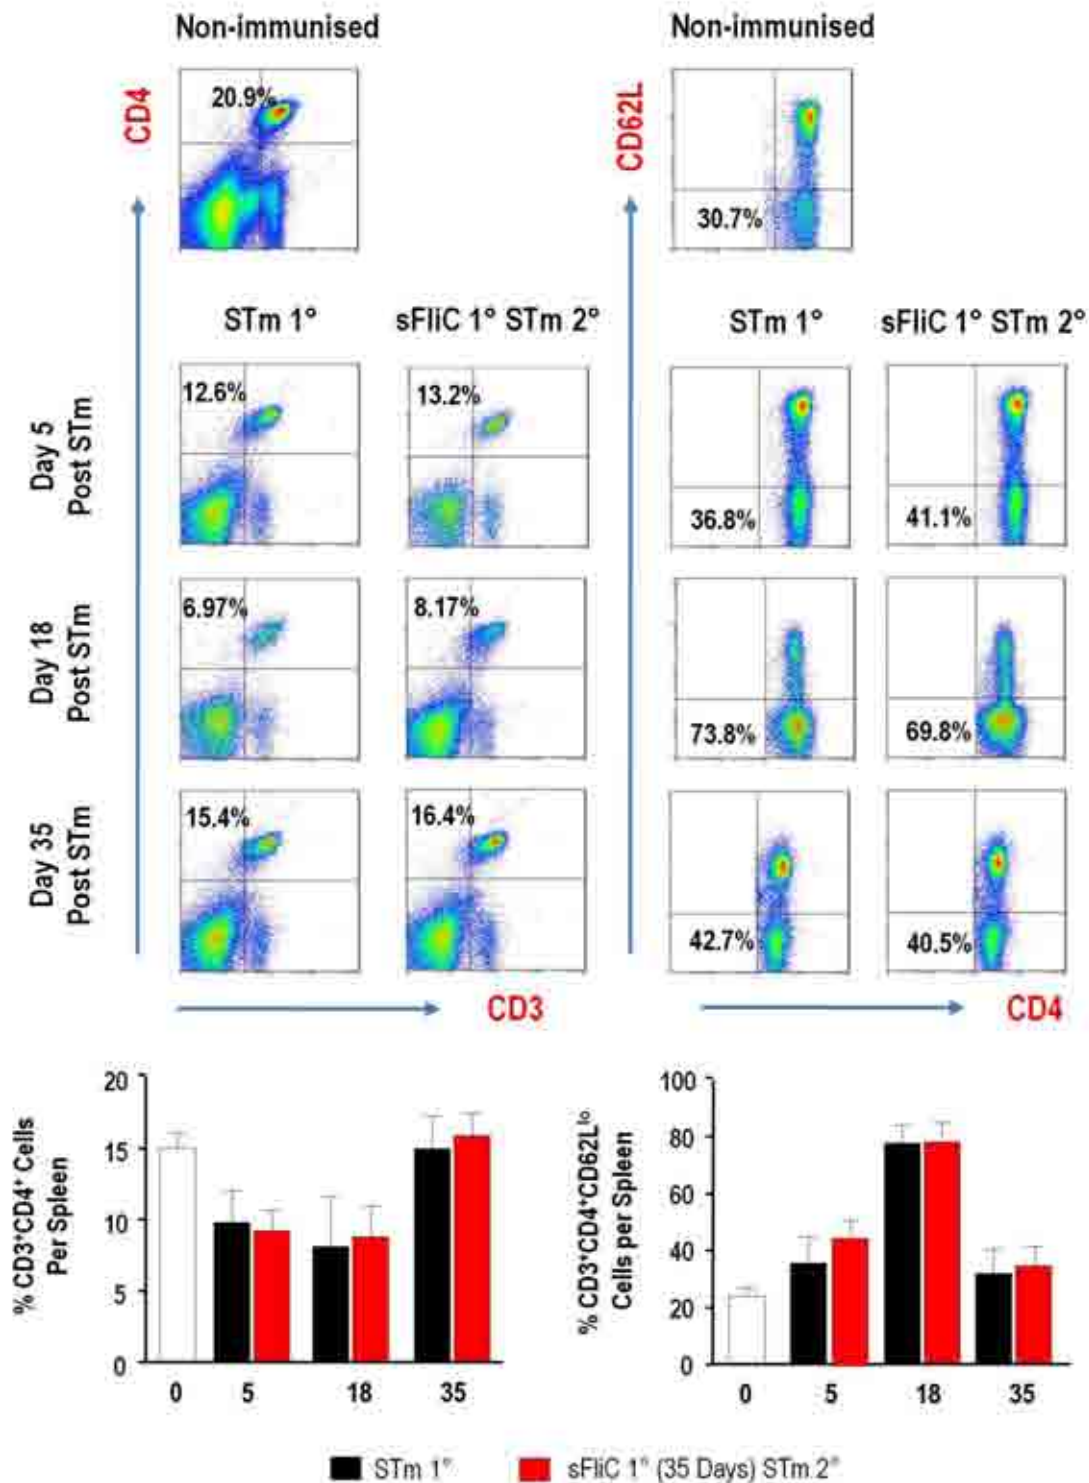 Non-immunised
Non-immunised
CD4
20.9%
CD62L
30.7%
STm 1°
sFliC 1° STm 2°
STm 1°
sFliC 1° STm 2°
Day 5
Post STm
12.6%
13.2%
36.8%
41.1%
Day 18
Post STm
6.97%
8.17%
73.8%
69.8%
Day 35
Post STm
15.4%
16.4%
42.7%
40.5%
CD3
CD4
% CD3⁺CD4⁺ Cells
Per Spleen
20
15
10
5
0
0
5
18
35
% CD3⁺CD4⁺CD62Lˡᵒ
Cells per Spleen
100
80
60
40
20
0
0
5
18
35
STm 1°
sFliC 1° (35 Days) STm 2°